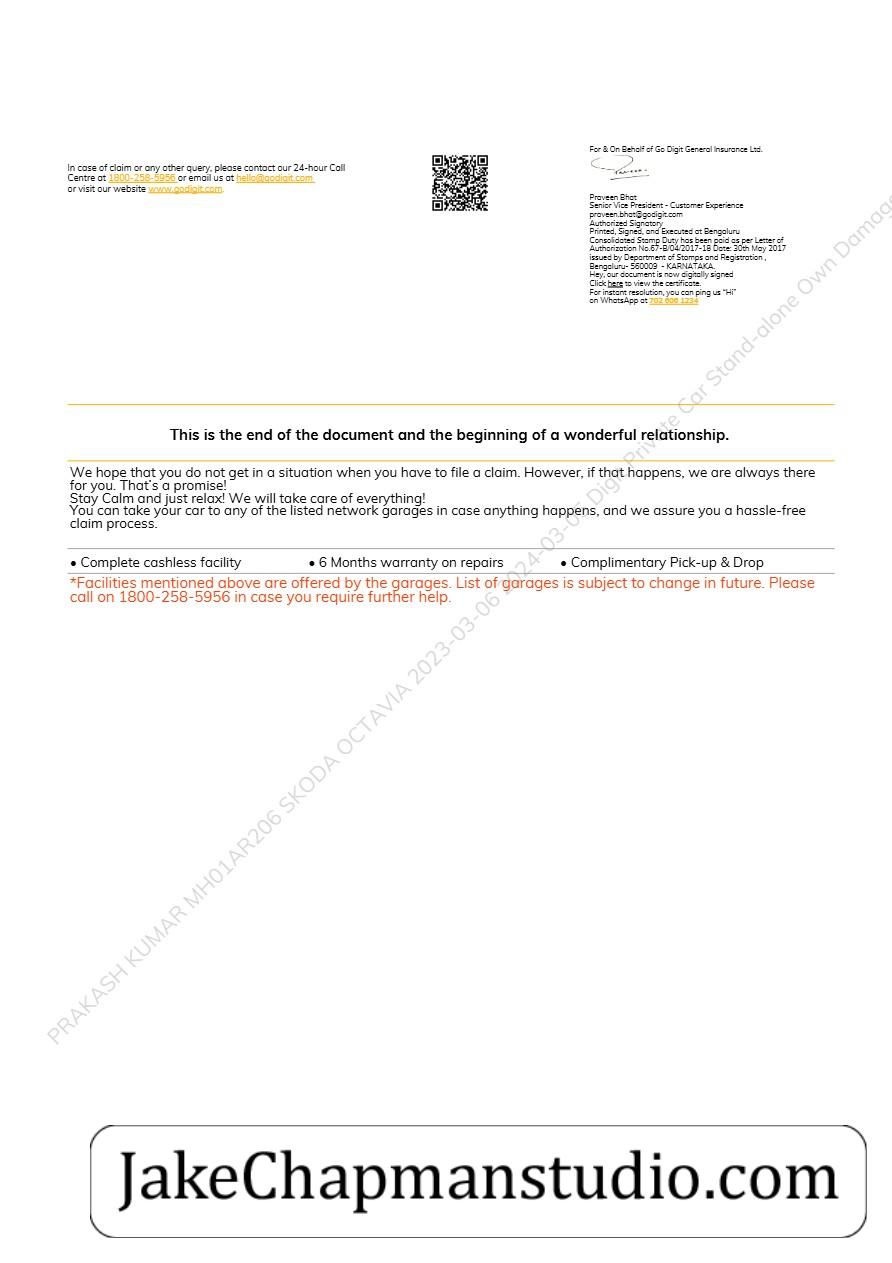 In case of claim or any other query, please contact our 24-hour Call
Centre at 1800-258-5956 or email us at hello@godigit.com
or visit our website www.godigit.com.
For & On Behalf of Go Digit General Insurance Ltd.
Praveen Bhat
Senior Vice President - Customer Experience
praveen.bhat@godigit.com
Authorized Signatory
Printed, Signed, and Executed at Bengaluru
Consolidated Stamp Duty has been paid as per Letter of
Authorization No.67-B/04/2017-18 Date: 30th May 2017
issued by Department of Stamps and Registration ,
Bengaluru- 560009 - KARNATAKA.
Hey, our document is now digitally signed
Click here to view the certificate.
For instant resolution, you can ping us "Hi"
on WhatsApp at 702 606 1234
This is the end of the document and the beginning of a wonderful relationship.
We hope that you do not get in a situation when you have to file a claim. However, if that happens, we are always there
for you. That's a promise!
Stay Calm and just relax! We will take care of everything!
You can take your car to any of the listed network garages in case anything happens, and we assure you a hassle-free
claim process.
• Complete cashless facility • 6 Months warranty on repairs • Complimentary Pick-up & Drop
*Facilities mentioned above are offered by the garages. List of garages is subject to change in future. Please
call on 1800-258-5956 in case you require further help.
PRAKASH KUMAR MH01AR206 SKODA OCTAVIA 2023-03-06 2024-03-05 Digit Private Car Stand-alone Own Damage
JakeChapmanstudio.com